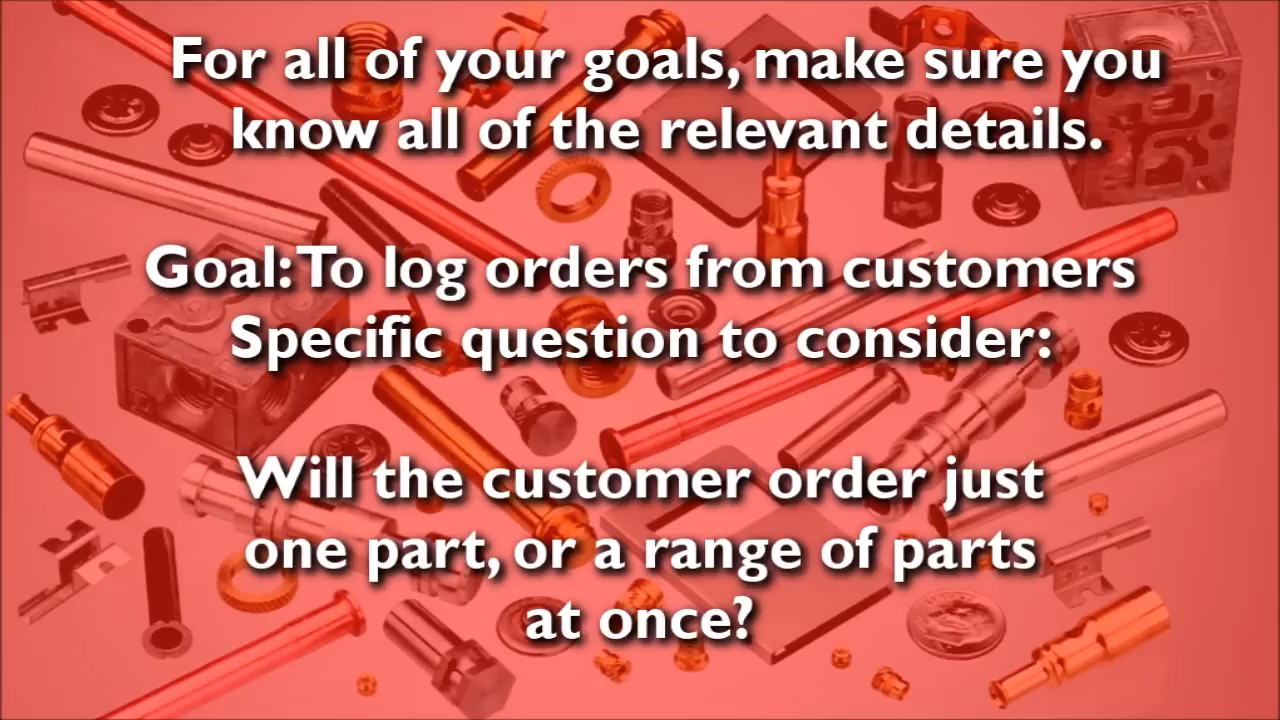 For all of your goals, make sure you
know all of the relevant details.
Goal: To log orders from customers
Specific question to consider:
Will the customer order just
one part, or a range of parts
at once?